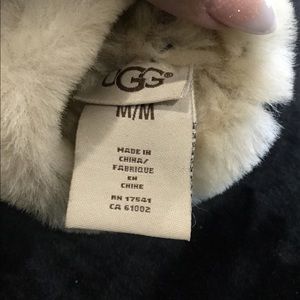 UGG®
M/M
MADE IN
CHINA/
FABRIQUE
EN
CHINE
RN 17541
CA 61002